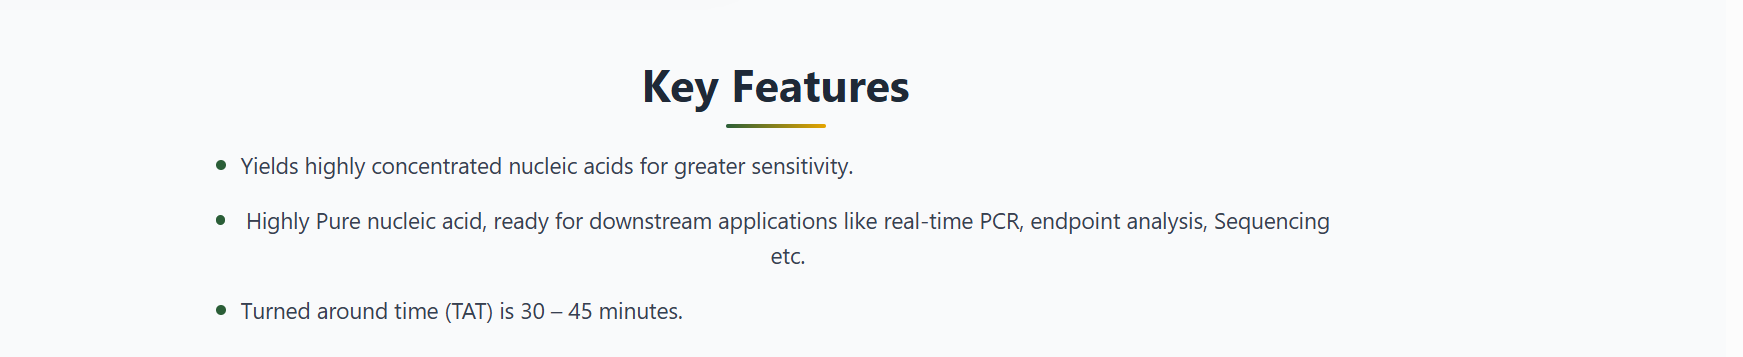 Key Features
Yields highly concentrated nucleic acids for greater sensitivity.
Highly Pure nucleic acid, ready for downstream applications like real-time PCR, endpoint analysis, Sequencing
etc.
Turned around time (TAT) is 30 – 45 minutes.